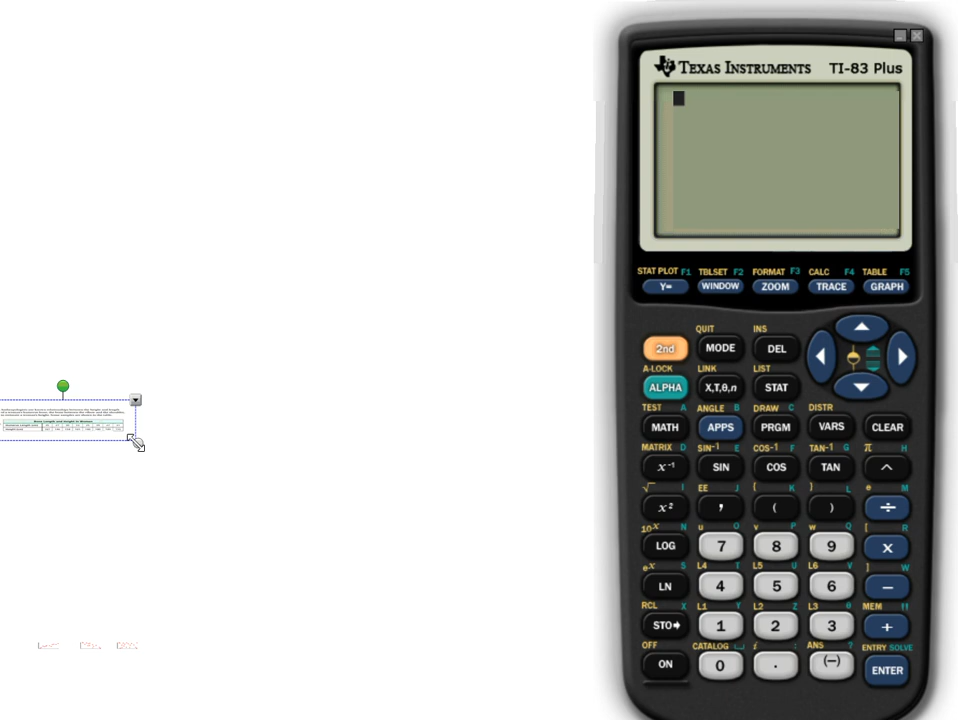 TEXAS INSTRUMENTS TI-83 Plus
STAT PLOT F1 TBLSET F2 FORMAT F3 CALC F4 TABLE F5
Y= WINDOW ZOOM TRACE GRAPH
QUIT INS
2nd MODE DEL
A-LOCK LINK LIST
ALPHA X,T,θ,n STAT
TEST A ANGLE B DRAW C DISTR
MATH APPS PRGM VARS CLEAR
MATRIX D SIN⁻¹ E COS⁻¹ F TAN⁻¹ G π H
x⁻¹ SIN COS TAN ^
√ I EE J { K } L e M
x² , ( ) ÷
10ˣ N u O v P w Q [ R
LOG 7 8 9 x
eˣ S L4 T L5 U L6 V ] W
LN 4 5 6 −
RCL X L1 Y L2 Z L3 θ MEM "
STO➔ 1 2 3 +
OFF CATALOG i : ANS ? ENTRY SOLVE
ON 0 . (−) ENTER